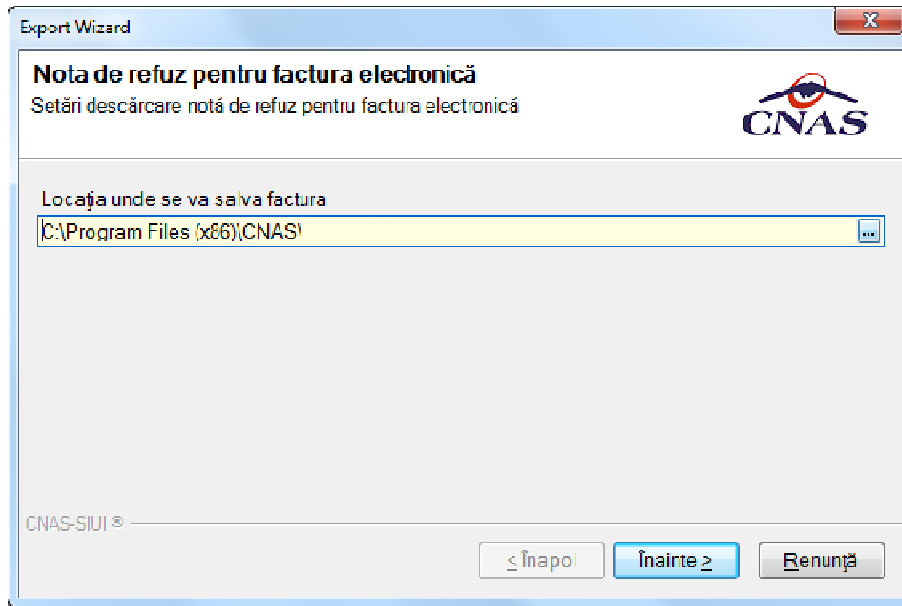 Export Wizard
Nota de refuz pentru factura electronică
Setări descărcare notă de refuz pentru factura electronică
CNAS
Locația unde se va salva factura
C:\Program Files (x86)\CNAS\
...
CNAS-SIUI ®
< Înapoi
Înainte >
Renunță